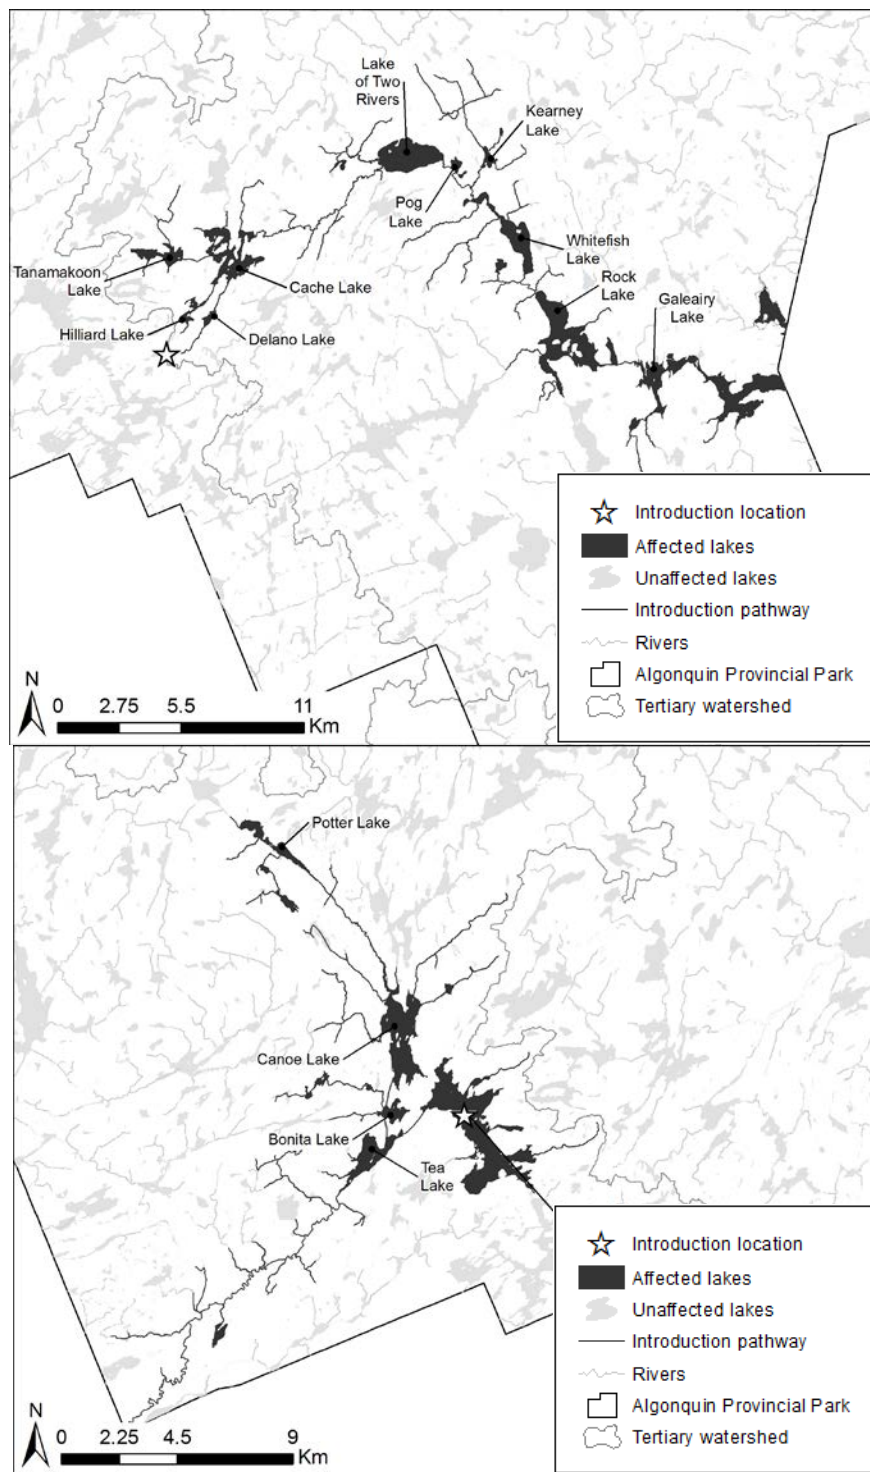 Lake
of Two
Rivers
Kearney
Lake
Pog
Lake
Whitefish
Lake
Tanamakoon
Lake
Cache Lake
Rock
Lake
Galeairy
Lake
Hilliard Lake
Delano Lake
Introduction location
Affected lakes
Unaffected lakes
Introduction pathway
Rivers
Algonquin Provincial Park
Tertiary watershed
N
0 2.75 5.5 11
Km
Potter Lake
Canoe Lake
Bonita Lake
Tea
Lake
Introduction location
Affected lakes
Unaffected lakes
Introduction pathway
Rivers
Algonquin Provincial Park
Tertiary watershed
N
0 2.25 4.5 9
Km